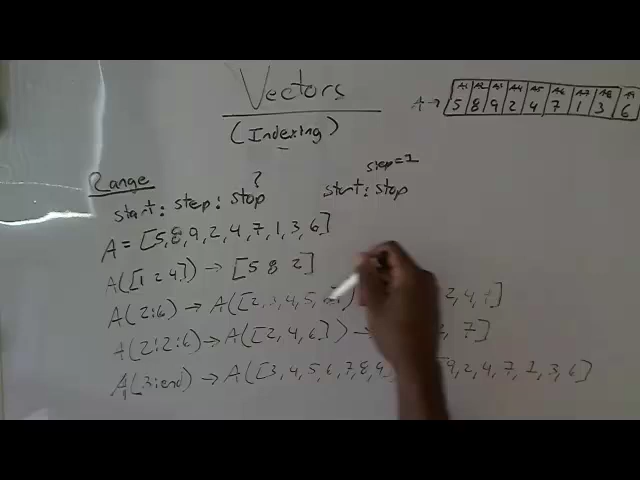 Vectors
(Indexing)
A → 5 8 9 2 4 7 1 3 6
A1 A2 A3 A4 A5 A6 A7 A8 A9
Range
?
start: step: stop
step=1
start: stop
A = [5,8,9,2,4,7,1,3,6]
A([1 2 4]) → [5 8 2]
A(2:6) → A([2,3,4,5, 2,4,
A(2:2:6) → A([2,4,6]) → 7]
A(3:end) → A([3,4,5,6,7,8,9 9,2,4,7,1,3,6]